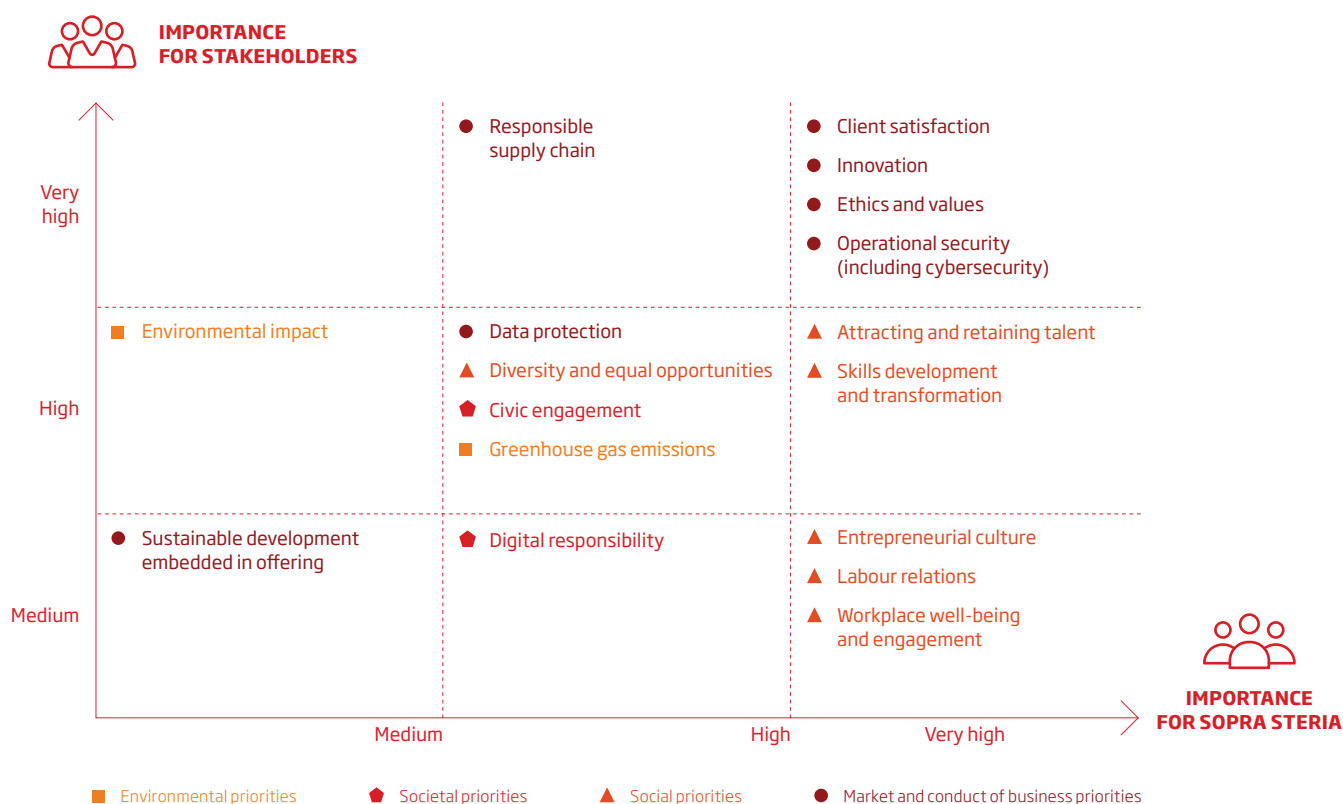 IMPORTANCE
FOR STAKEHOLDERS
Very
high
Responsible
supply chain
Client satisfaction
Innovation
Ethics and values
Operational security
(including cybersecurity)
High
Environmental impact
Data protection
Diversity and equal opportunities
Civic engagement
Greenhouse gas emissions
Attracting and retaining talent
Skills development
and transformation
Medium
Sustainable development
embedded in offering
Digital responsibility
Entrepreneurial culture
Labour relations
Workplace well-being
and engagement
IMPORTANCE
FOR SOPRA STERIA
Medium
High
Very high
Environmental priorities
Societal priorities
Social priorities
Market and conduct of business priorities